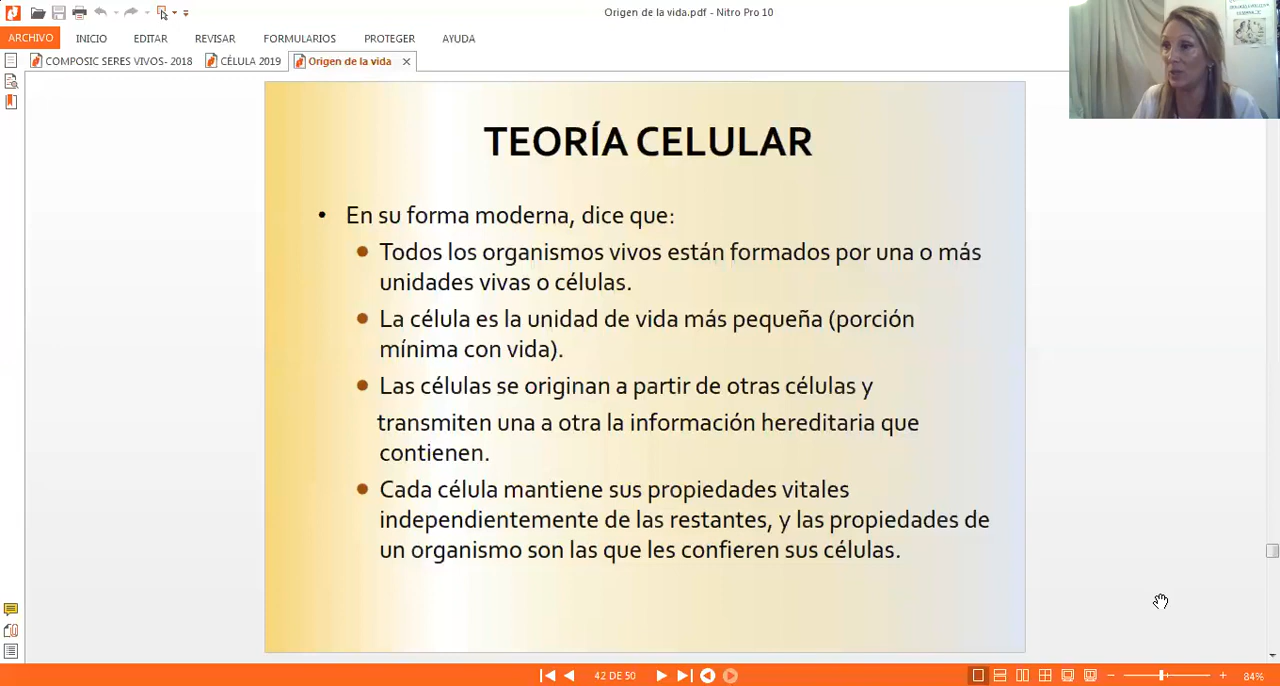 Origen de la vida.pdf - Nitro Pro 10
ARCHIVO INICIO EDITAR REVISAR FORMULARIOS PROTEGER AYUDA
COMPOSIC SERES VIVOS- 2018 CÉLULA 2019 Origen de la vida
TEORÍA CELULAR
• En su forma moderna, dice que:
• Todos los organismos vivos están formados por una o más
unidades vivas o células.
• La célula es la unidad de vida más pequeña (porción
mínima con vida).
• Las células se originan a partir de otras células y
transmiten una a otra la información hereditaria que
contienen.
• Cada célula mantiene sus propiedades vitales
independientemente de las restantes, y las propiedades de
un organismo son las que les confieren sus células.
42 DE 50
84%